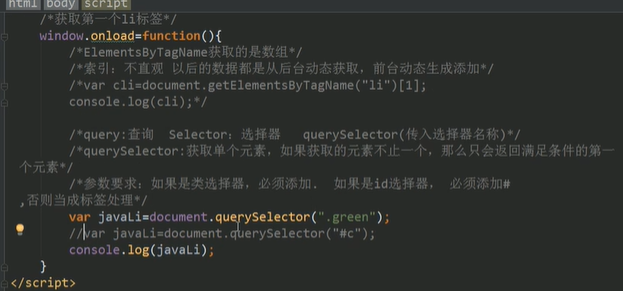 html body script
/*获取第一个li标签*/
window.onload=function(){
/*ElementsByTagName获取的是数组*/
/*索引：不直观 以后的数据都是从后台动态获取，前台动态生成添加*/
/*var cli=document.getElementsByTagName("li")[1];
console.log(cli);*/
/*query:查询 Selector：选择器 querySelector(传入选择器名称)*/
/*querySelector:获取单个元素，如果获取的元素不止一个，那么只会返回满足条件的第一
个元素*/
/*参数要求：如果是类选择器，必须添加. 如果是id选择器， 必须添加#
,否则当成标签处理*/
var javaLi=document.querySelector(".green");
//var javaLi=document.querySelector("#c");
console.log(javaLi);
}
</script>